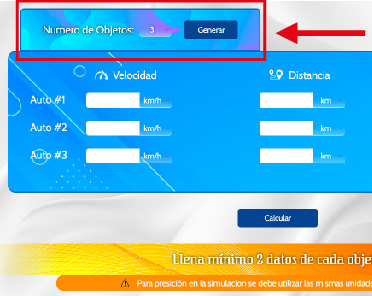 Numero de Objetos: 3 Generar
Velocidad Distancia
Auto #1 km/h km
Auto #2 km/h km
Auto #3 km/h km
Calcular
Llena mínimo 2 datos de cada obje
Para presición en la simulacion se debe utilizar las mismas unidad